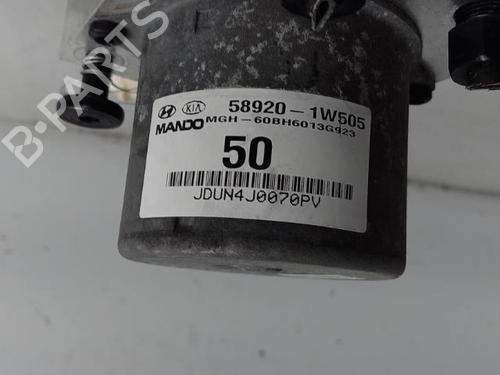 B-PARTS
KIA 58920-1W505
MANDO MGH-60BH6013G923
50
JDUN4J0070PV